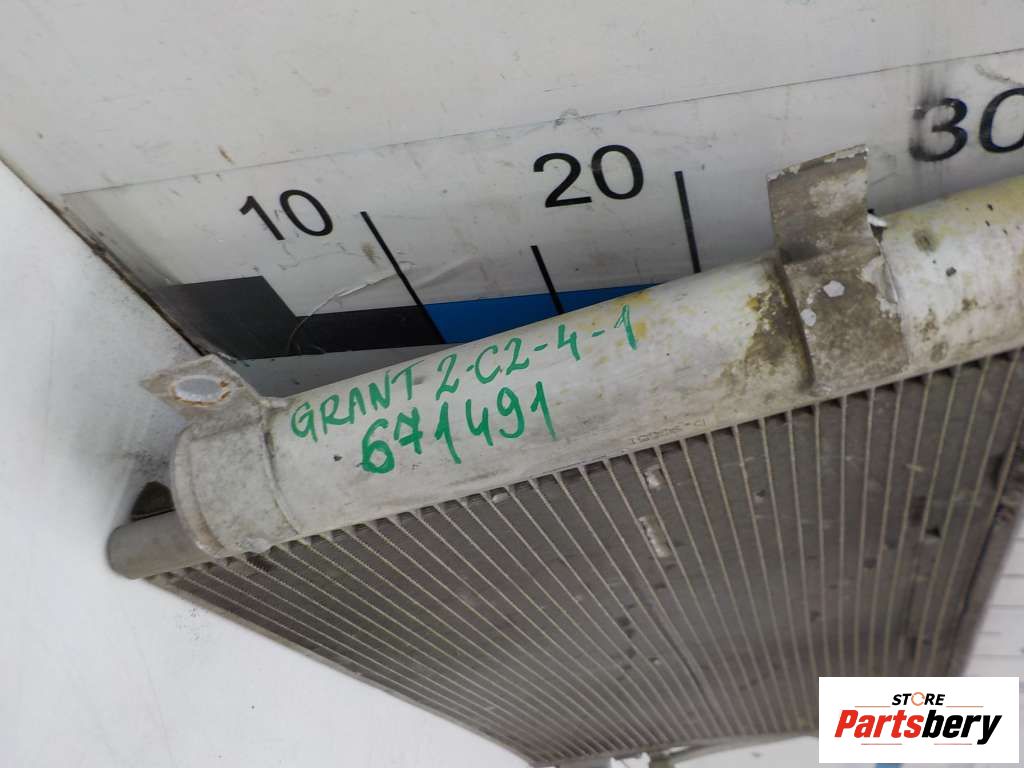 10 20 30
GRANT 2-C2-4-1
671491
STORE
Partsbery